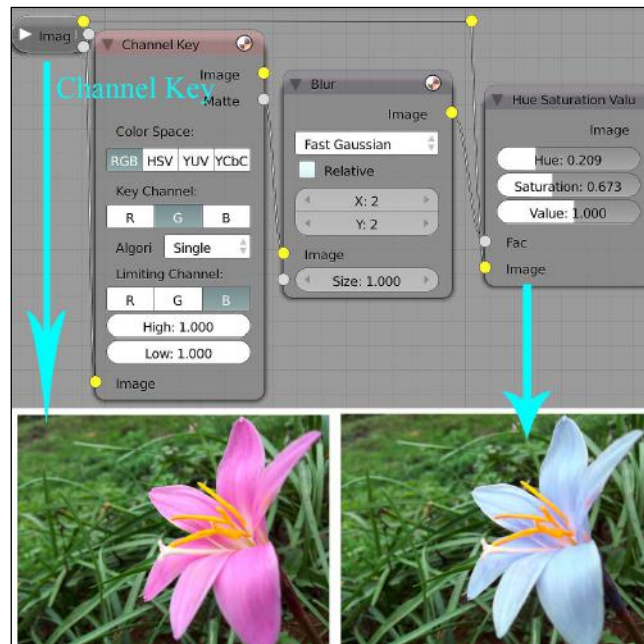 Imag
Channel Key
Image
Matte
Channel Key
Color Space:
RGB HSV YUV YCbC
Key Channel:
R G B
Algori Single
Limiting Channel:
R G B
High: 1.000
Low: 1.000
Image
Blur
Image
Fast Gaussian
Relative
X: 2
Y: 2
Image
Size: 1.000
Hue Saturation Valu
Image
Hue: 0.209
Saturation: 0.673
Value: 1.000
Fac
Image